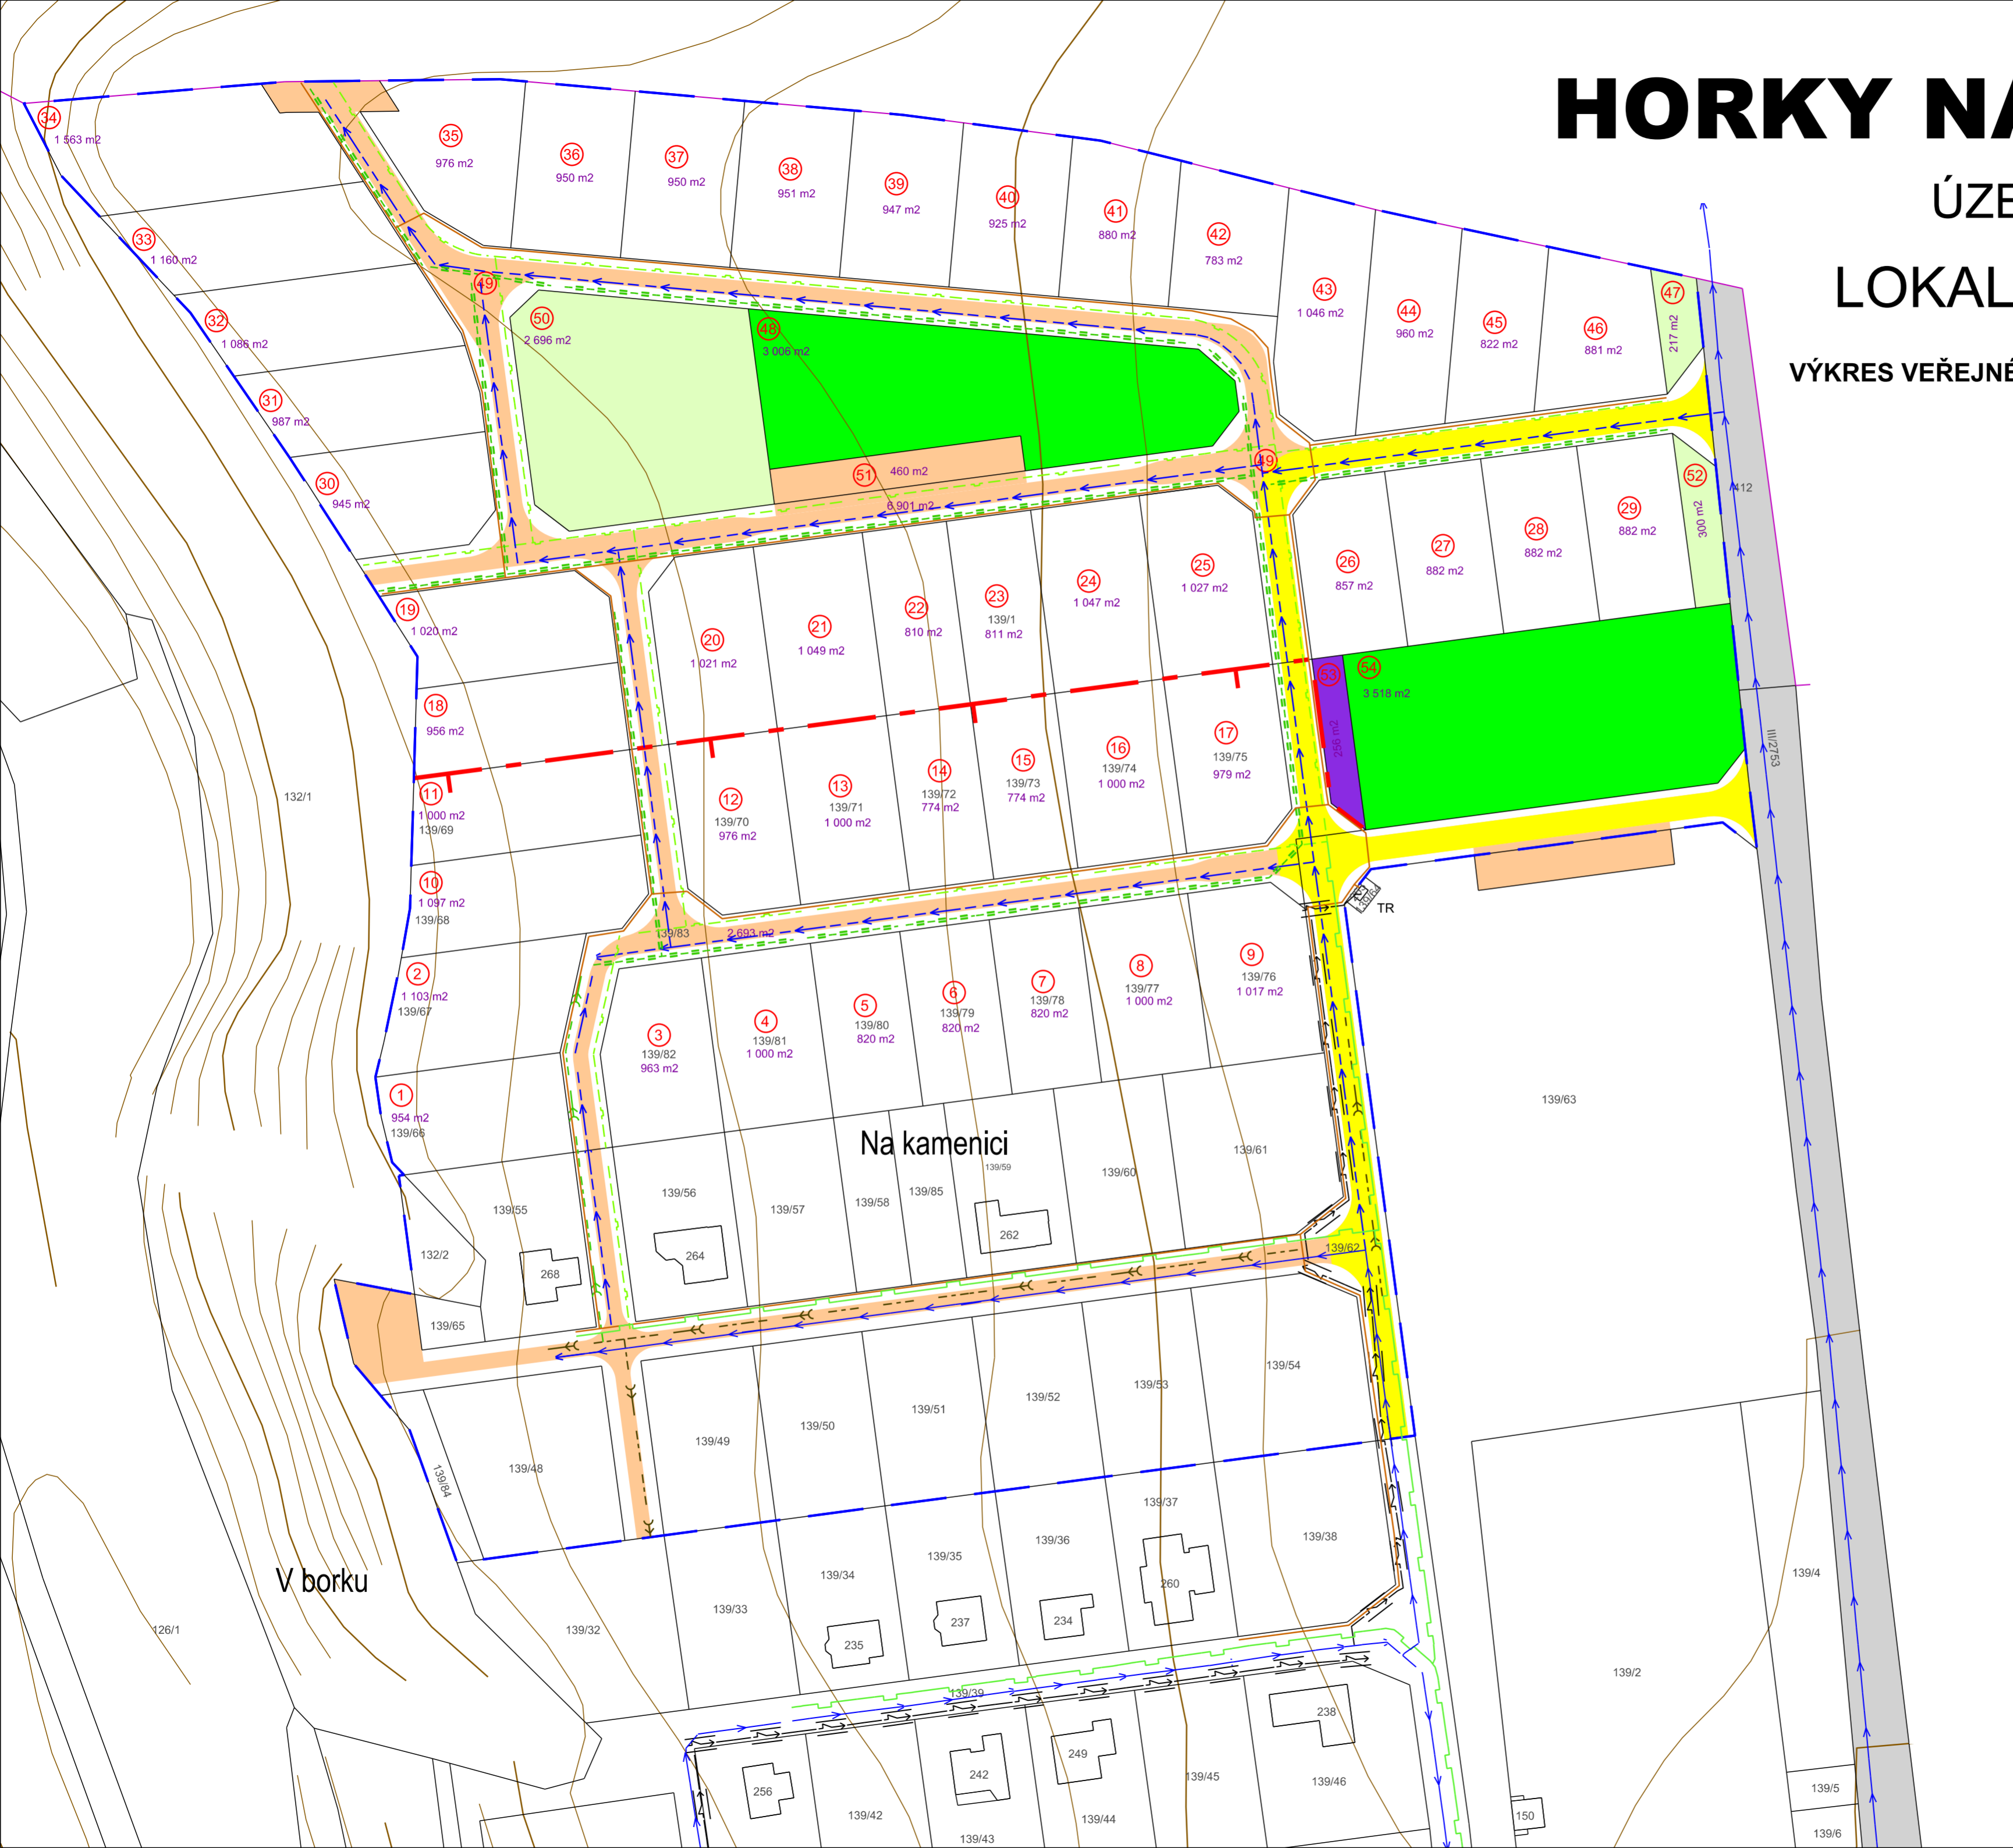 HORKY NA
ÚZE
LOKAL
VÝKRES VEŘEJNÉ
34
1 563 m2
35
976 m2
36
950 m2
37
950 m2
38
951 m2
39
947 m2
40
925 m2
41
880 m2
42
783 m2
43
1 046 m2
44
960 m2
45
822 m2
46
881 m2
47
217 m2
33
1 160 m2
32
1 086 m2
31
987 m2
30
945 m2
49
50
2 696 m2
48
3 006 m2
51
460 m2
6 901 m2
49
52
300 m2
412
29
882 m2
28
882 m2
27
882 m2
26
857 m2
25
1 027 m2
24
1 047 m2
23
139/1
811 m2
22
810 m2
21
1 049 m2
20
1 021 m2
19
1 020 m2
18
956 m2
53
256 m2
54
3 518 m2
III/2753
132/1
11
1 000 m2
139/69
12
139/70
976 m2
13
139/71
1 000 m2
14
139/72
774 m2
15
139/73
774 m2
16
139/74
1 000 m2
17
139/75
979 m2
10
1 097 m2
139/68
139/83
2 693 m2
TR
2
1 103 m2
139/67
3
139/82
963 m2
4
139/81
1 000 m2
5
139/80
820 m2
6
139/79
820 m2
7
139/78
820 m2
8
139/77
1 000 m2
9
139/76
1 017 m2
1
954 m2
139/66
Na kamenici
139/63
139/55
139/56
139/57
139/58
139/85
139/59
139/60
139/61
132/2
268
264
262
139/62
139/65
139/48
139/49
139/50
139/51
139/52
139/53
139/54
139/84
139/37
139/38
139/36
139/35
139/34
139/33
139/32
V borku
126/1
235
237
234
260
139/4
139/2
139/39
238
249
242
256
139/42
139/43
139/44
139/45
139/46
150
139/5
139/6